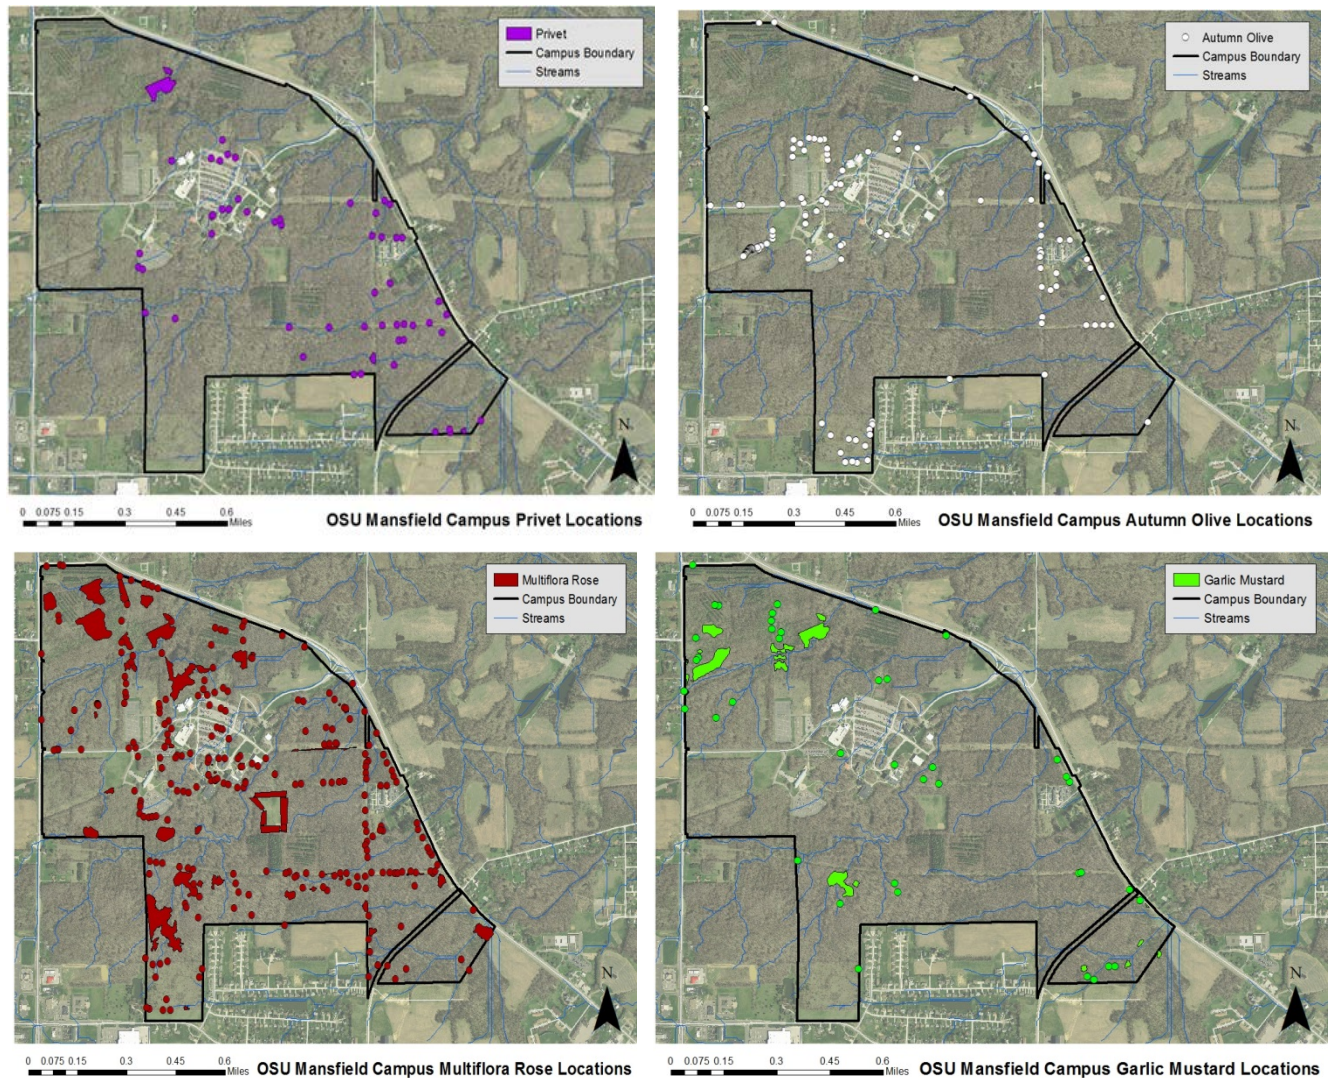 Privet
Campus Boundary
Streams
N
0 0.075 0.15 0.3 0.45 0.6
Miles
OSU Mansfield Campus Privet Locations
Autumn Olive
Campus Boundary
Streams
N
0 0.075 0.15 0.3 0.45 0.6
Miles
OSU Mansfield Campus Autumn Olive Locations
Multiflora Rose
Campus Boundary
Streams
N
0 0.075 0.15 0.3 0.45 0.6
Miles
OSU Mansfield Campus Multiflora Rose Locations
Garlic Mustard
Campus Boundary
Streams
N
0 0.075 0.15 0.3 0.45 0.6
Miles
OSU Mansfield Campus Garlic Mustard Locations